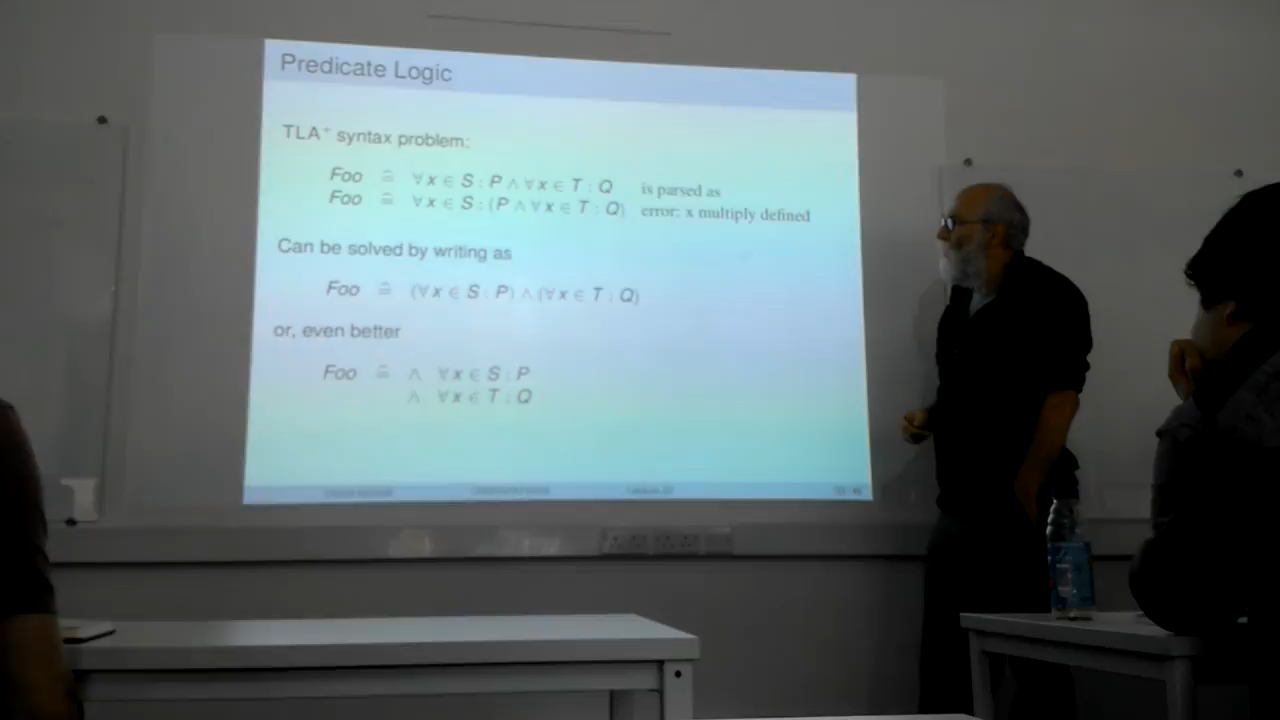 Predicate Logic
TLA⁺ syntax problem:
Foo ≙ ∀x ∈ S : P ∧ ∀x ∈ T : Q is parsed as
Foo ≙ ∀x ∈ S : (P ∧ ∀x ∈ T : Q) error: x multiply defined
Can be solved by writing as
Foo ≙ (∀x ∈ S : P) ∧ (∀x ∈ T : Q)
or, even better
Foo ≙ ∧ ∀x ∈ S : P
∧ ∀x ∈ T : Q